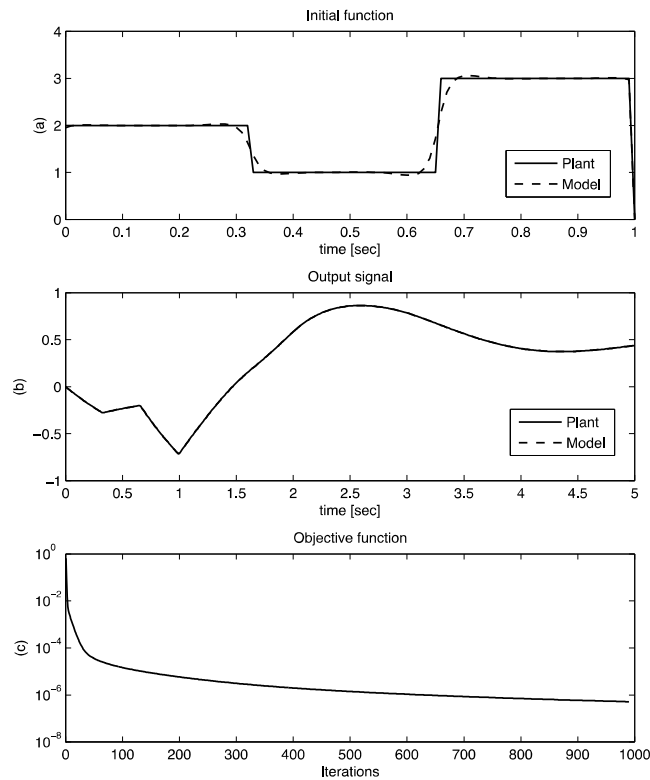 Initial function
4
3
2
1
0
(a)
Plant
Model
0 0.1 0.2 0.3 0.4 0.5 0.6 0.7 0.8 0.9 1
time [sec]
Output signal
1
0.5
0
−0.5
−1
(b)
Plant
Model
0 0.5 1 1.5 2 2.5 3 3.5 4 4.5 5
time [sec]
Objective function
10^0
10^−2
10^−4
10^−6
10^−8
(c)
0 100 200 300 400 500 600 700 800 900 1000
Iterations